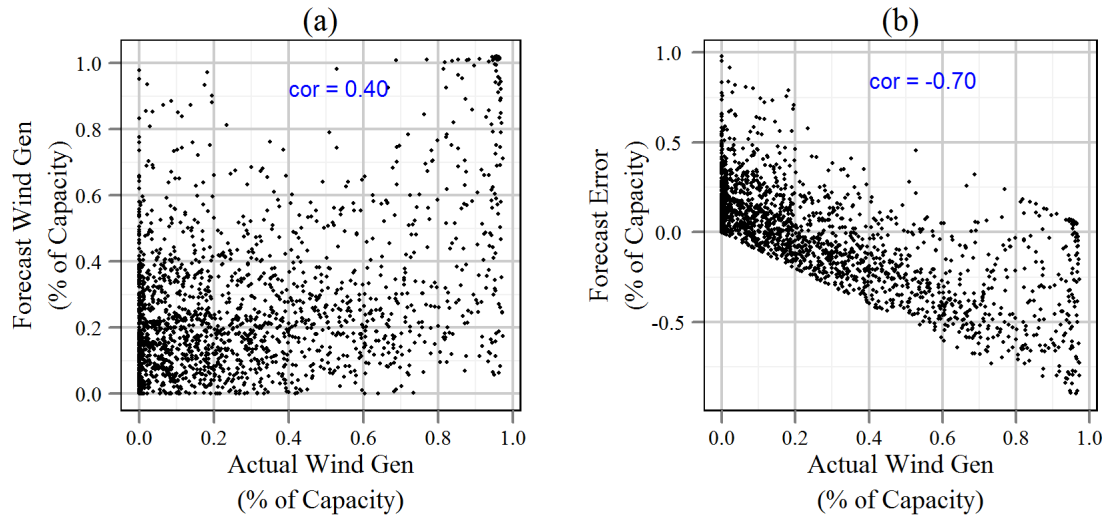 (a)
cor = 0.40
Forecast Wind Gen
(% of Capacity)
1.0
0.8
0.6
0.4
0.2
0.0
0.0 0.2 0.4 0.6 0.8 1.0
Actual Wind Gen
(% of Capacity)
(b)
cor = -0.70
Forecast Error
(% of Capacity)
1.0
0.5
0.0
-0.5
0.0 0.2 0.4 0.6 0.8 1.0
Actual Wind Gen
(% of Capacity)